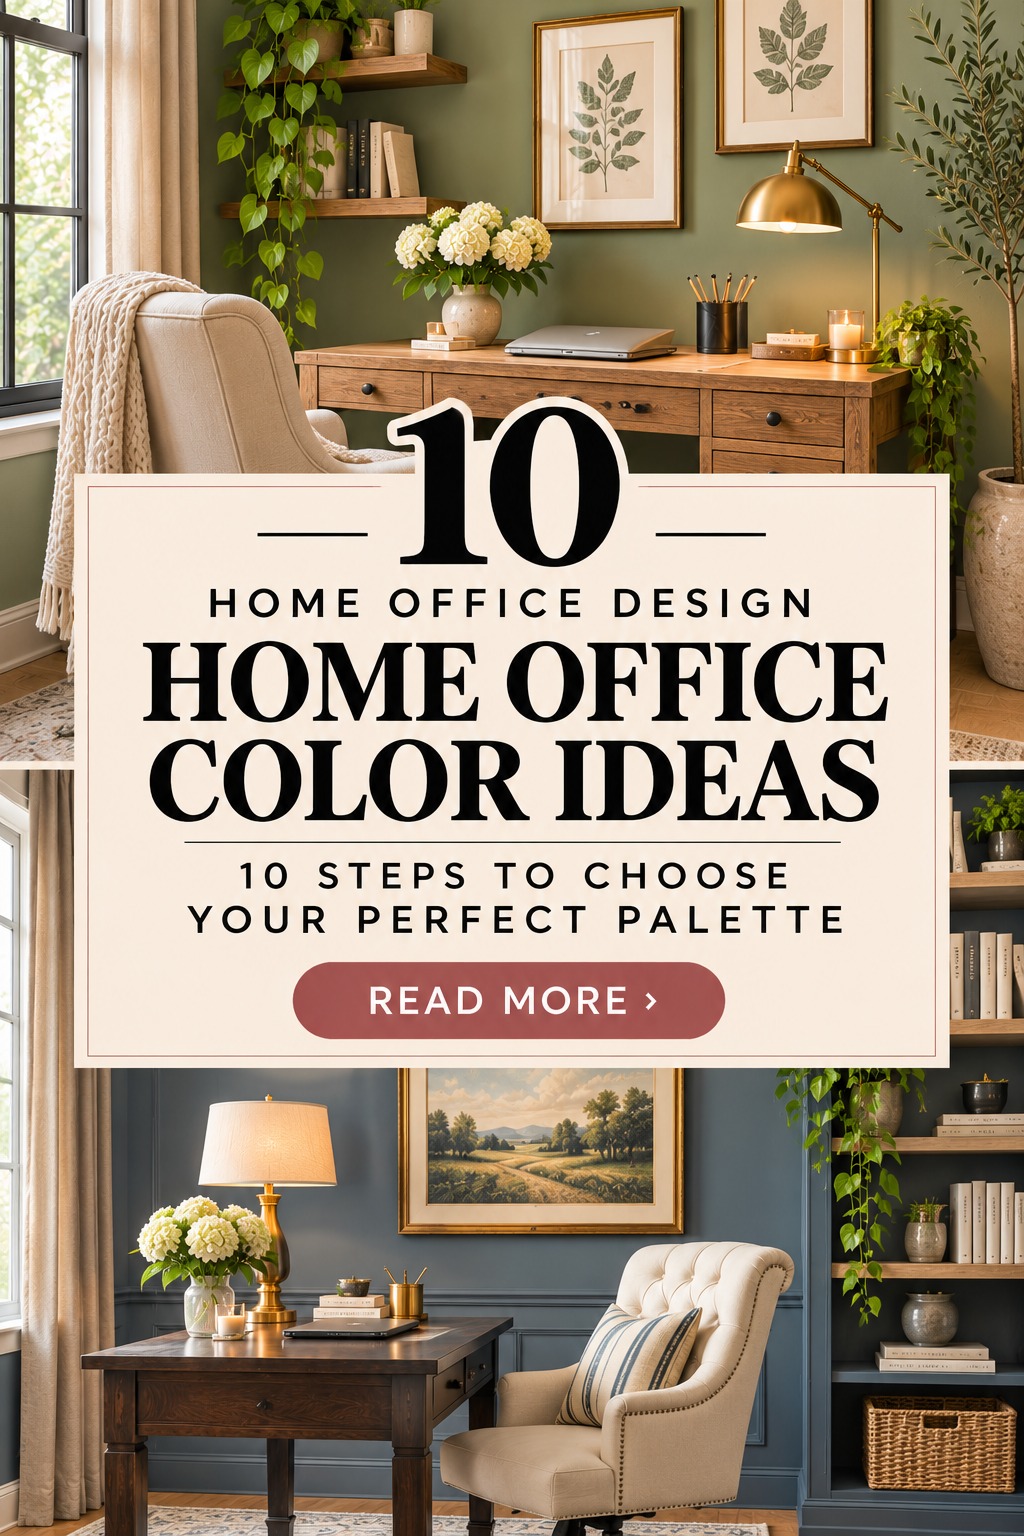 10
HOME OFFICE DESIGN
HOME OFFICE
COLOR IDEAS
10 STEPS TO CHOOSE
YOUR PERFECT PALETTE
READ MORE ›